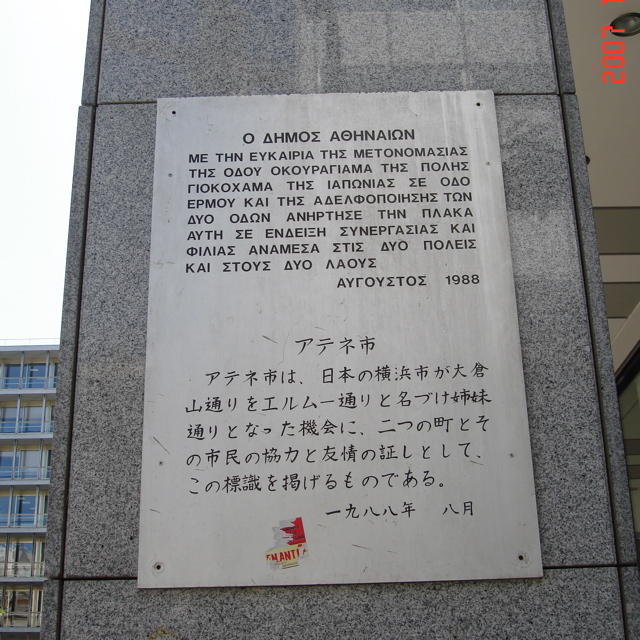 Ο ΔΗΜΟΣ ΑΘΗΝΑΙΩΝ
ΜΕ ΤΗΝ ΕΥΚΑΙΡΙΑ ΤΗΣ ΜΕΤΟΝΟΜΑΣΙΑΣ
ΤΗΣ ΟΔΟΥ ΟΚΟΥΡΑΓΙΑΜΑ ΤΗΣ ΠΟΛΗΣ
ΓΙΟΚΟΧΑΜΑ ΤΗΣ ΙΑΠΩΝΙΑΣ ΣΕ ΟΔΟ
ΕΡΜΟΥ ΚΑΙ ΤΗΣ ΑΔΕΛΦΟΠΟΙΗΣΗΣ ΤΩΝ
ΔΥΟ ΟΔΩΝ ΑΝΗΡΤΗΣΕ ΤΗΝ ΠΛΑΚΑ
ΑΥΤΗ ΣΕ ΕΝΔΕΙΞΗ ΣΥΝΕΡΓΑΣΙΑΣ ΚΑΙ
ΦΙΛΙΑΣ ΑΝΑΜΕΣΑ ΣΤΙΣ ΔΥΟ ΠΟΛΕΙΣ
ΚΑΙ ΣΤΟΥΣ ΔΥΟ ΛΑΟΥΣ
ΑΥΓΟΥΣΤΟΣ 1988
アテネ市
アテネ市は、日本の横浜市が大倉
山通りをエルムー通りと名づけ姉妹
通りとなった機会に、二つの町とそ
の市民の協力と友情の証しとして、
この標識を掲げるものである。
一九八八年 八月
2007